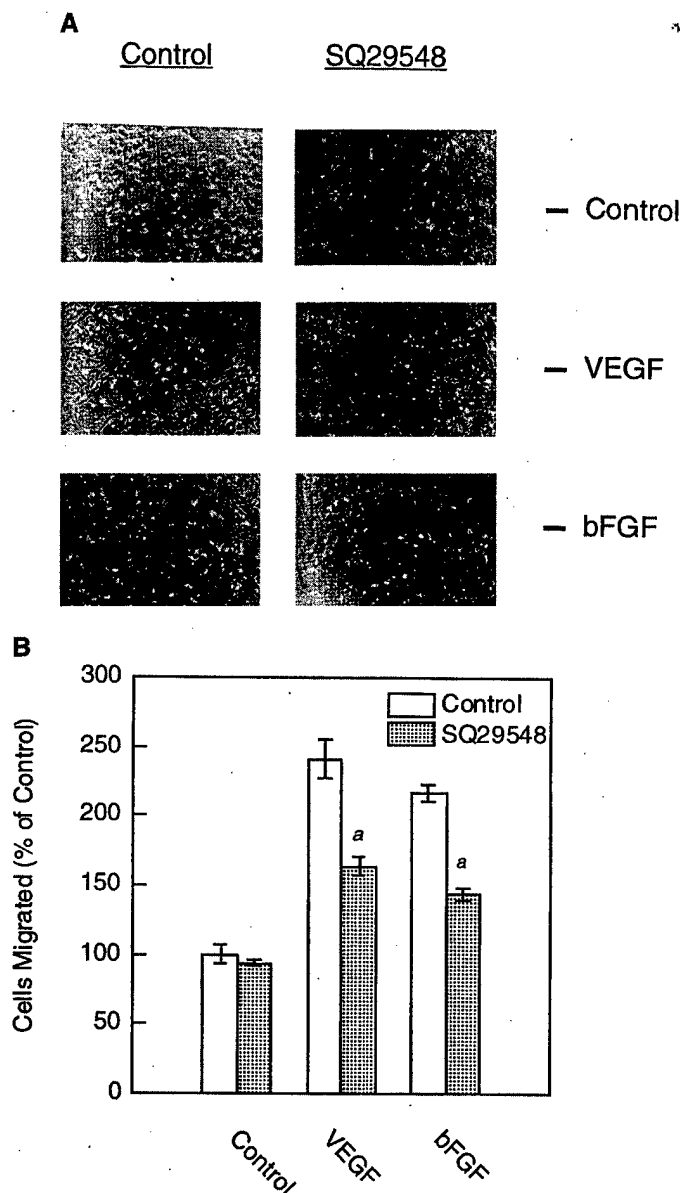 A
Control SQ29548
– Control
– VEGF
– bFGF
B
Cells Migrated (% of Control)
300
250
200
150
100
50
0
Control
SQ29548
a
a
Control
VEGF
bFGF